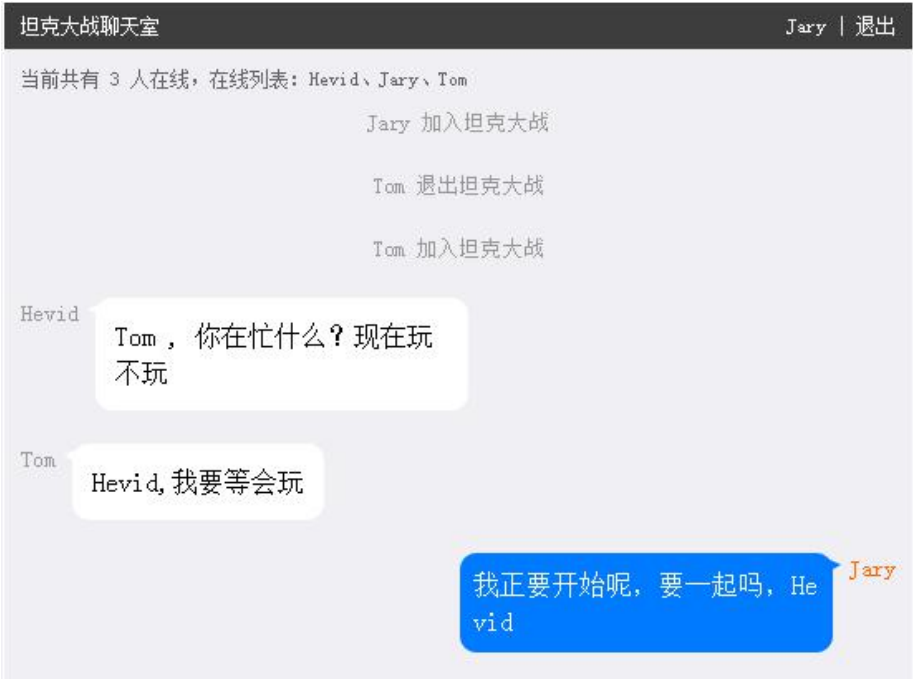 坦克大战聊天室 Jary | 退出
当前共有 3 人在线，在线列表：Hevid、Jary、Tom
Jary 加入坦克大战
Tom 退出坦克大战
Tom 加入坦克大战
Hevid
Tom , 你在忙什么？现在玩
不玩
Tom
Hevid,我要等会玩
Jary
我正要开始呢，要一起吗，He
vid